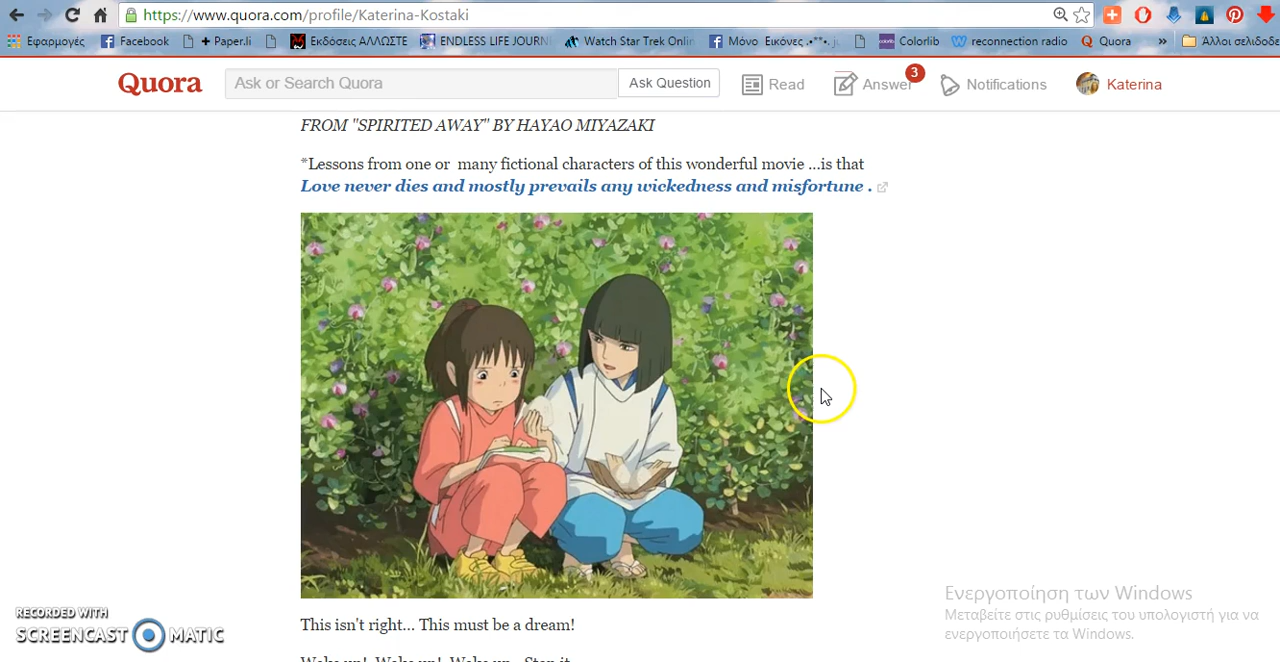 https://www.quora.com/profile/Katerina-Kostaki
Εφαρμογές Facebook + Paper.li Εκδόσεις ΑΛΛΩΣΤΕ ENDLESS LIFE JOURN Watch Star Trek Onlin Μόνο Εικόνες .•**•. Colorlib reconnection radio Quora » Άλλοι σελιδοδε
Quora Ask or Search Quora Ask Question Read Answer 3 Notifications Katerina
FROM "SPIRITED AWAY" BY HAYAO MIYAZAKI
*Lessons from one or many fictional characters of this wonderful movie ...is that
Love never dies and mostly prevails any wickedness and misfortune .
This isn't right... This must be a dream!
RECORDED WITH
SCREENCAST MATIC
Ενεργοποίηση των Windows
Μεταβείτε στις ρυθμίσεις του υπολογιστή για να
ενεργοποιήσετε τα Windows.